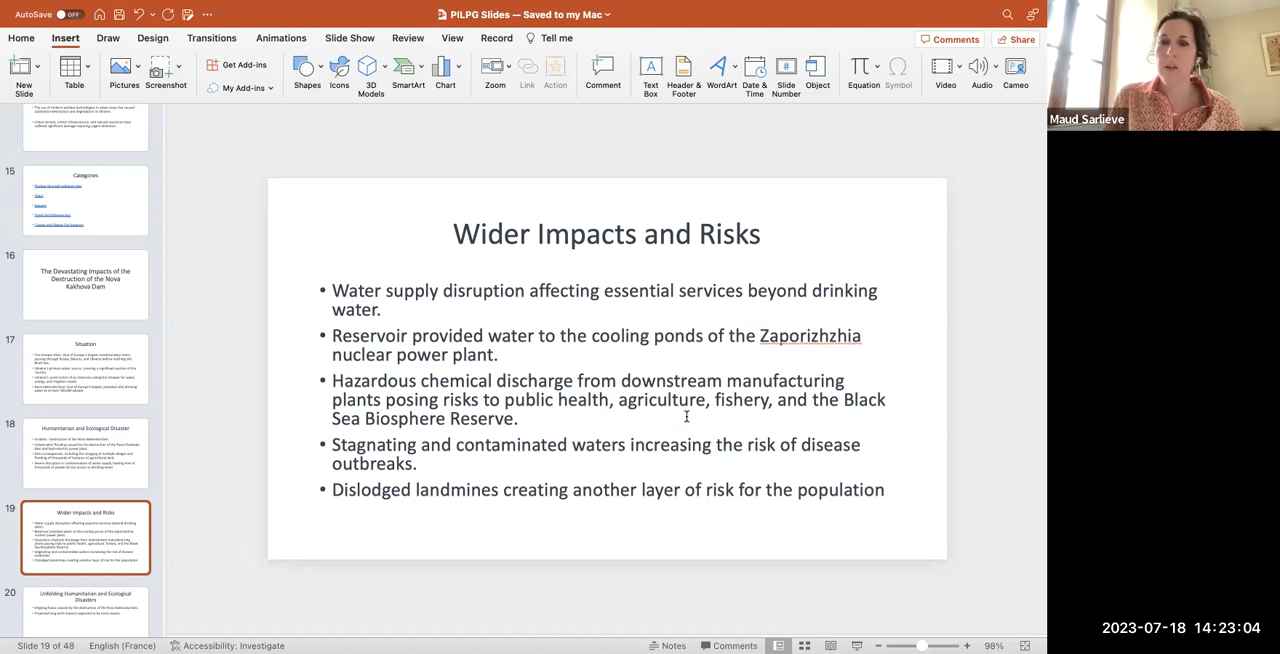 AutoSave OFF
PILPG Slides — Saved to my Mac
Home Insert Draw Design Transitions Animations Slide Show Review View Record Tell me
Comments Share
New Slide
Table
Pictures
Screenshot
Get Add-ins
My Add-ins
Shapes
Icons
3D Models
SmartArt
Chart
Zoom
Link
Action
Comment
Text Box
Header & Footer
WordArt
Date & Time
Slide Number
Object
Equation
Symbol
Video
Audio
Cameo
Maud Sarlieve
15
Categories
16
The Devastating Impacts of the
Destruction of the Nova
Kakhova Dam
17
Situation
18
Humanitarian and Ecological Disaster
19
Wider Impacts and Risks
20
Unfolding Humanitarian and Ecological
Disasters
Wider Impacts and Risks
• Water supply disruption affecting essential services beyond drinking
water.
• Reservoir provided water to the cooling ponds of the Zaporizhzhia
nuclear power plant.
• Hazardous chemical discharge from downstream manufacturing
plants posing risks to public health, agriculture, fishery, and the Black
Sea Biosphere Reserve.
• Stagnating and contaminated waters increasing the risk of disease
outbreaks.
• Dislodged landmines creating another layer of risk for the population
2023-07-18 14:23:04
Slide 19 of 48 English (France) Accessibility: Investigate Notes Comments 98%